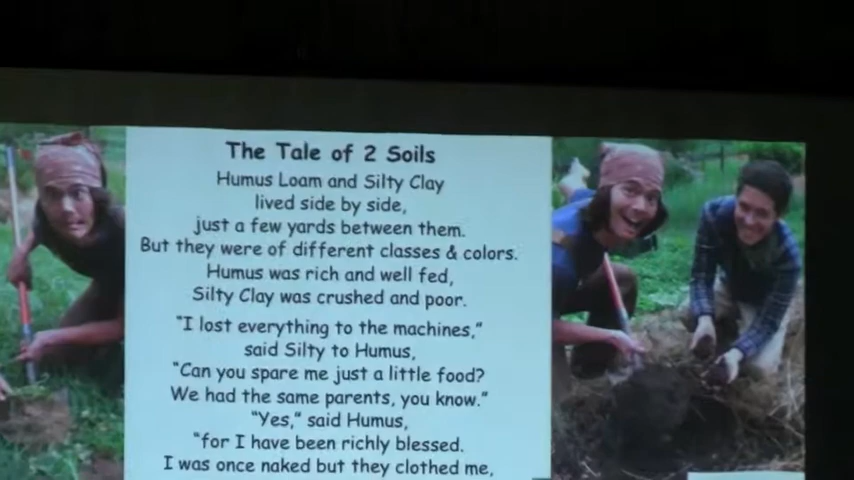 The Tale of 2 Soils
Humus Loam and Silty Clay
lived side by side,
just a few yards between them.
But they were of different classes & colors.
Humus was rich and well fed,
Silty Clay was crushed and poor.
"I lost everything to the machines,"
said Silty to Humus,
"Can you spare me just a little food?
We had the same parents, you know."
"Yes," said Humus,
"for I have been richly blessed.
I was once naked but they clothed me,